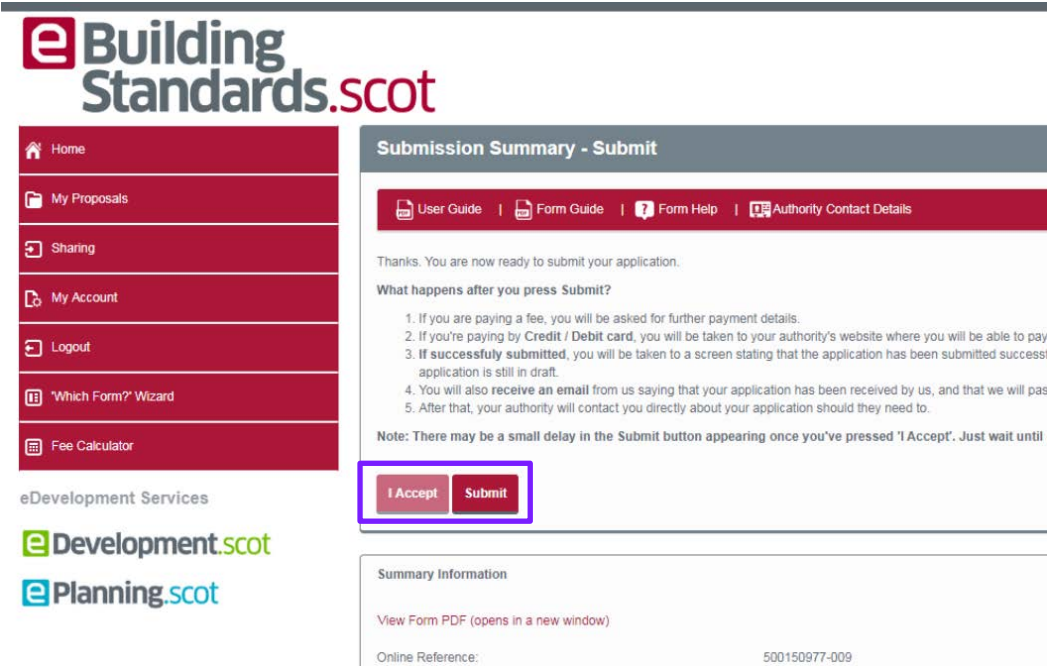 e Building
Standards.scot
Home
My Proposals
Sharing
My Account
Logout
'Which Form?' Wizard
Fee Calculator
eDevelopment Services
e Development.scot
e Planning.scot
Submission Summary - Submit
User Guide | Form Guide | ? Form Help | Authority Contact Details
Thanks. You are now ready to submit your application.
What happens after you press Submit?
1. If you are paying a fee, you will be asked for further payment details.
2. If you're paying by Credit / Debit card, you will be taken to your authority's website where you will be able to pay
3. If successfuly submitted, you will be taken to a screen stating that the application has been submitted success
application is still in draft.
4. You will also receive an email from us saying that your application has been received by us, and that we will pas
5. After that, your authority will contact you directly about your application should they need to.
Note: There may be a small delay in the Submit button appearing once you've pressed 'I Accept'. Just wait until
I Accept Submit
Summary Information
View Form PDF (opens in a new window)
Online Reference: 500150977-009